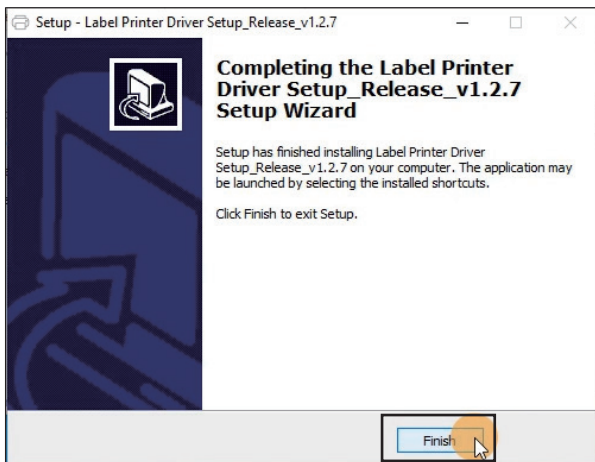 Setup - Label Printer Driver Setup_Release_v1.2.7
Completing the Label Printer
Driver Setup_Release_v1.2.7
Setup Wizard
Setup has finished installing Label Printer Driver
Setup_Release_v1.2.7 on your computer. The application may
be launched by selecting the installed shortcuts.
Click Finish to exit Setup.
Finish